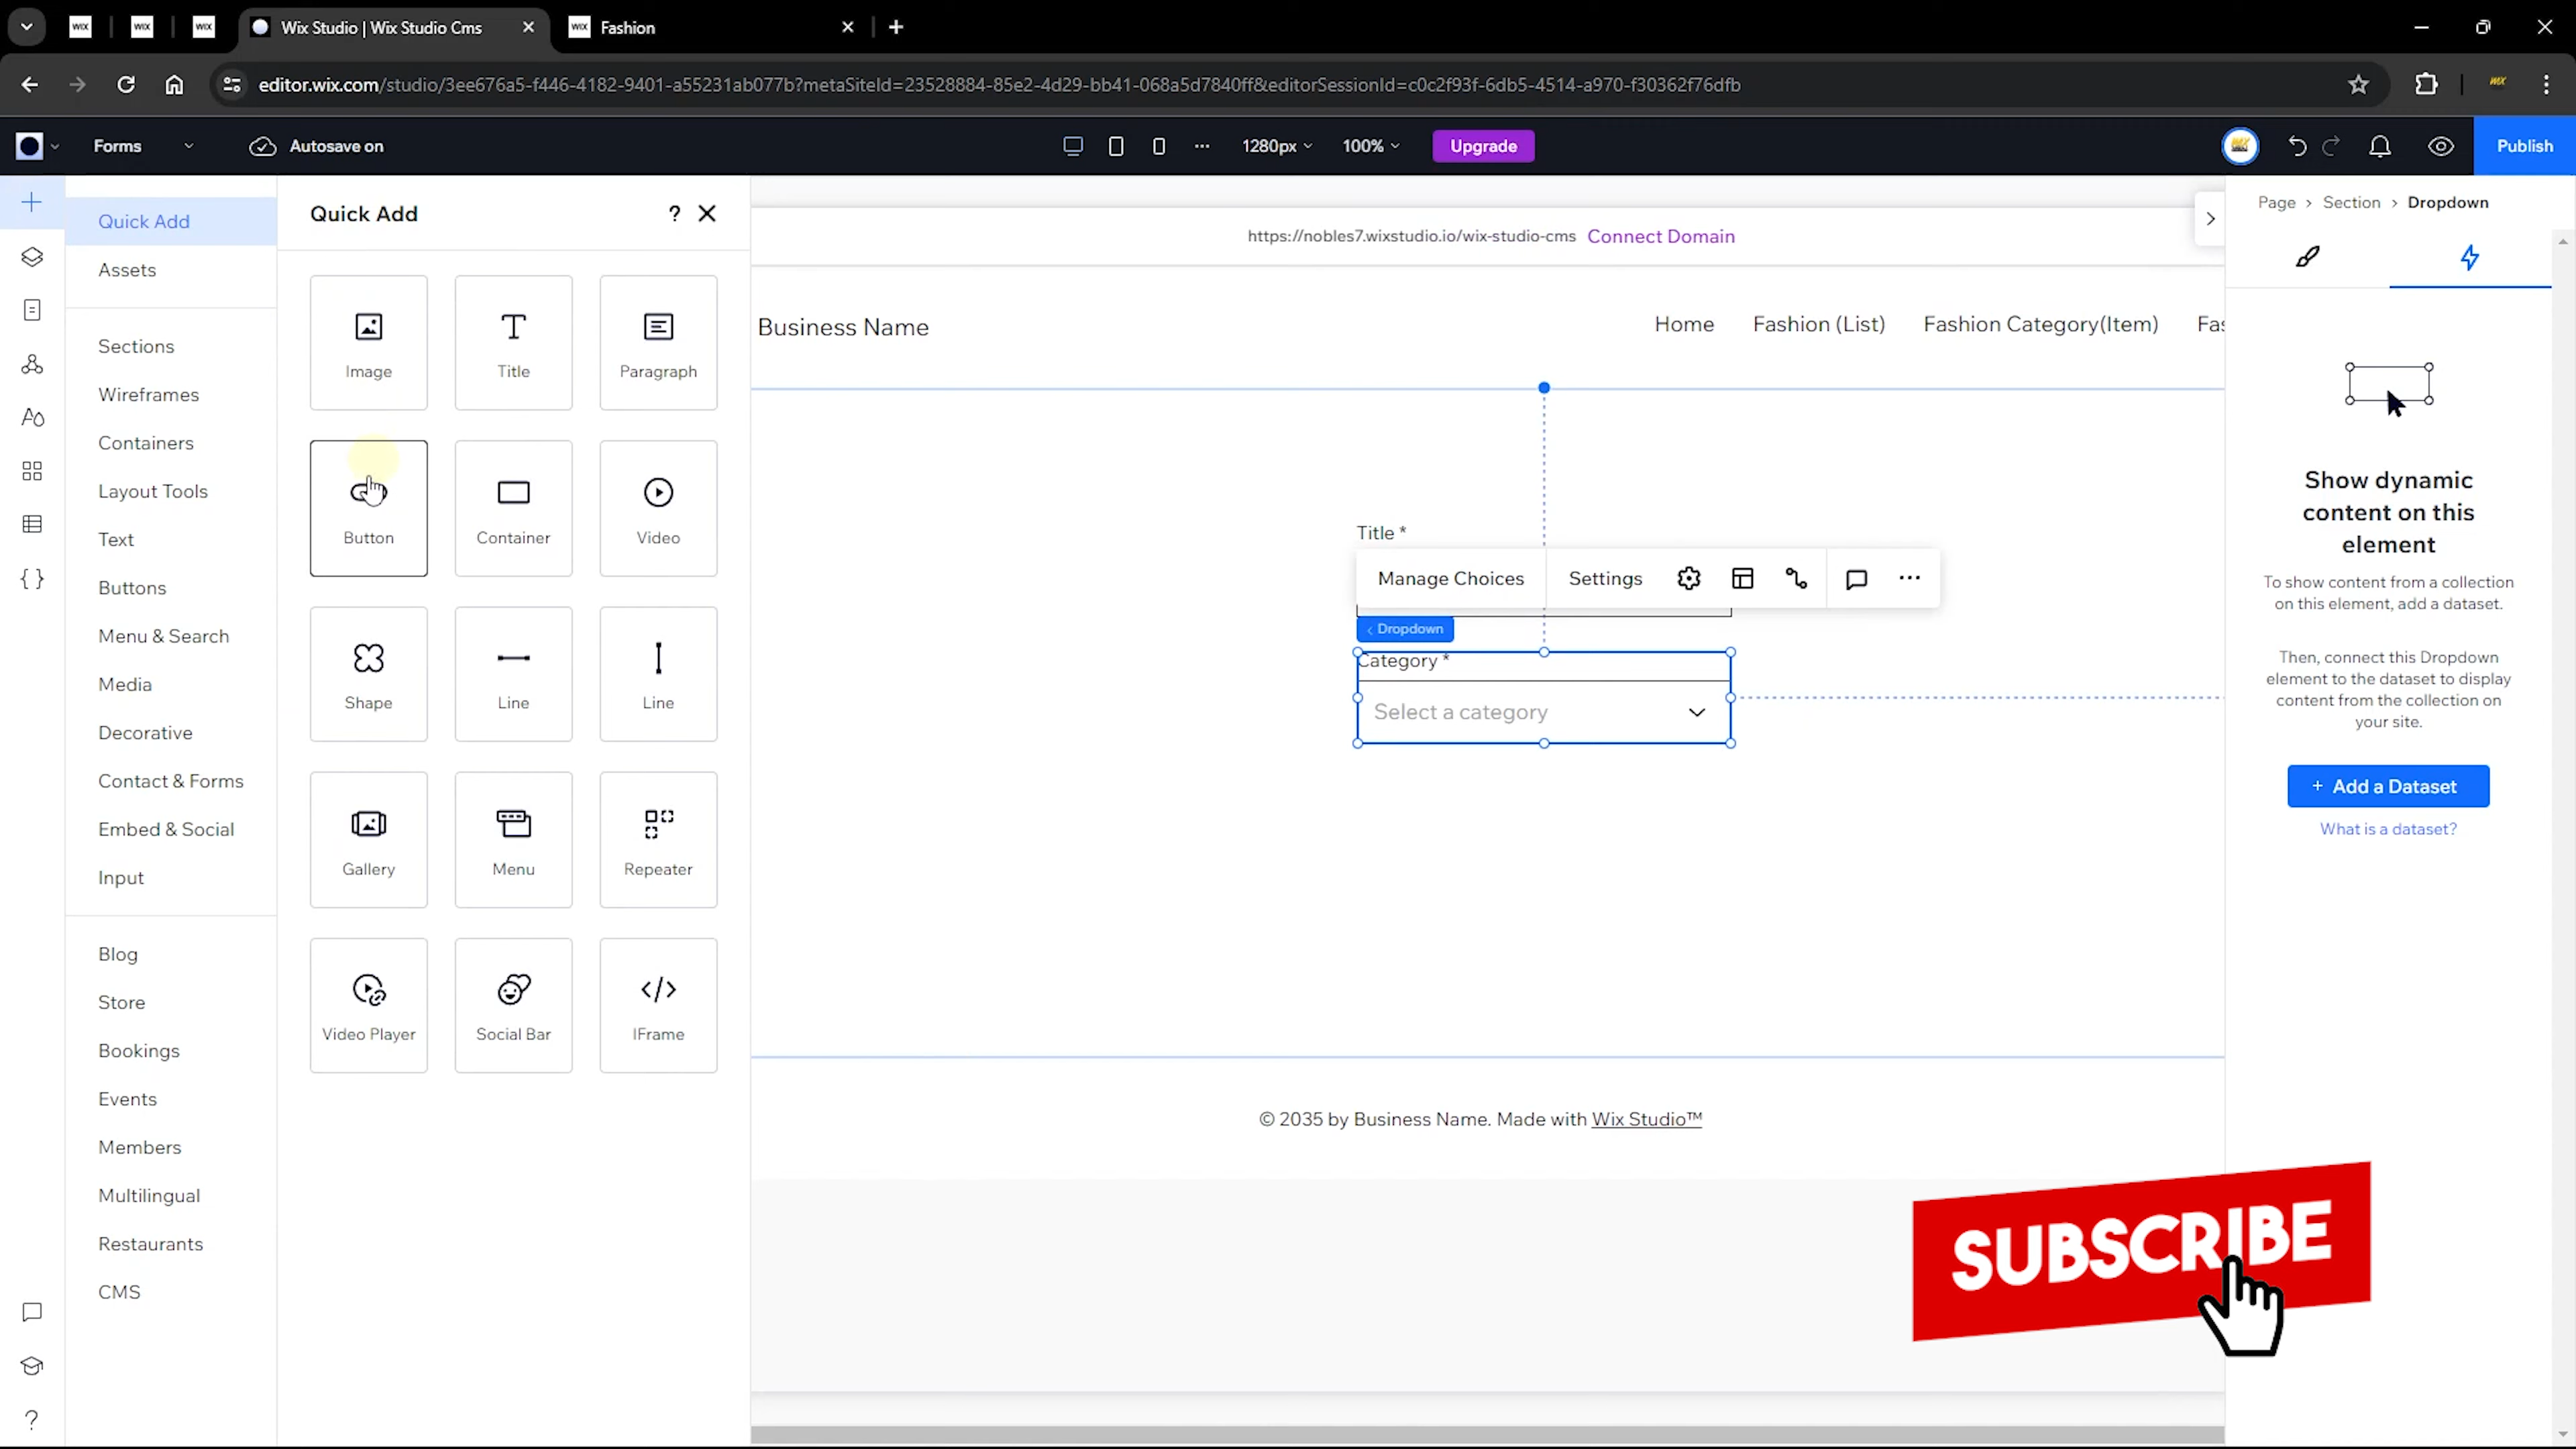 WIX
WIX
WIX
Wix Studio | Wix Studio Cms
WIX
Fashion
editor.wix.com/studio/3ee676a5-f446-4182-9401-a55231ab077b?metaSiteId=23528884-85e2-4d29-bb41-068a5d7840ff&editorSessionId=c0c2f93f-6db5-4514-a970-f30362f76dfb
Forms
Autosave on
1280px
100%
Upgrade
Publish
Quick Add
Assets
Sections
Wireframes
Containers
Layout Tools
Text
Buttons
Menu & Search
Media
Decorative
Contact & Forms
Embed & Social
Input
Blog
Store
Bookings
Events
Members
Multilingual
Restaurants
CMS
Quick Add
?
Image
Title
Paragraph
Button
Container
Video
Shape
Line
Line
Gallery
Menu
Repeater
Video Player
Social Bar
IFrame
https://nobles7.wixstudio.io/wix-studio-cms Connect Domain
Business Name
Home
Fashion (List)
Fashion Category(Item)
Fas
Title *
Manage Choices
Settings
Dropdown
Category *
Select a category
© 2035 by Business Name. Made with Wix Studio™
Page > Section > Dropdown
Show dynamic
content on this
element
To show content from a collection
on this element, add a dataset.
Then, connect this Dropdown
element to the dataset to display
content from the collection on
your site.
+ Add a Dataset
What is a dataset?
SUBSCRIBE